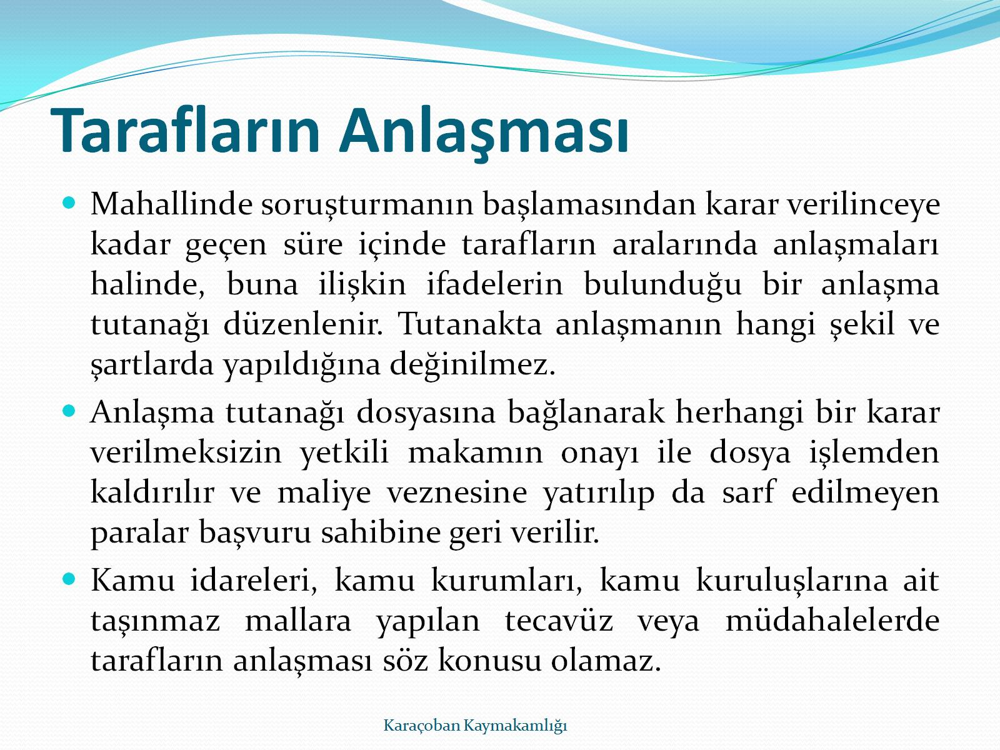 Tarafların Anlaşması
• Mahallinde soruşturmanın başlamasından karar verilinceye
kadar geçen süre içinde tarafların aralarında anlaşmaları
halinde, buna ilişkin ifadelerin bulunduğu bir anlaşma
tutanağı düzenlenir. Tutanakta anlaşmanın hangi şekil ve
şartlarda yapıldığına değinilmez.
• Anlaşma tutanağı dosyasına bağlanarak herhangi bir karar
verilmeksizin yetkili makamın onayı ile dosya işlemden
kaldırılır ve maliye veznesine yatırılıp da sarf edilmeyen
paralar başvuru sahibine geri verilir.
• Kamu idareleri, kamu kurumları, kamu kuruluşlarına ait
taşınmaz mallara yapılan tecavüz veya müdahalelerde
tarafların anlaşması söz konusu olamaz.
Karaçoban Kaymakamlığı